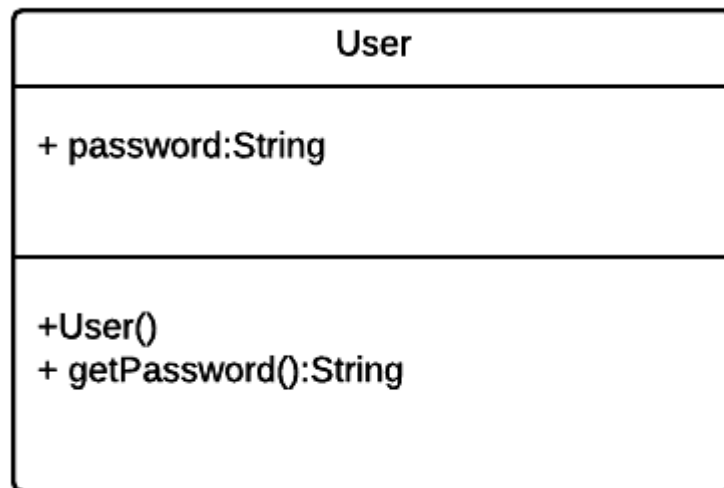 User
+ password:String
+User()
+ getPassword():String